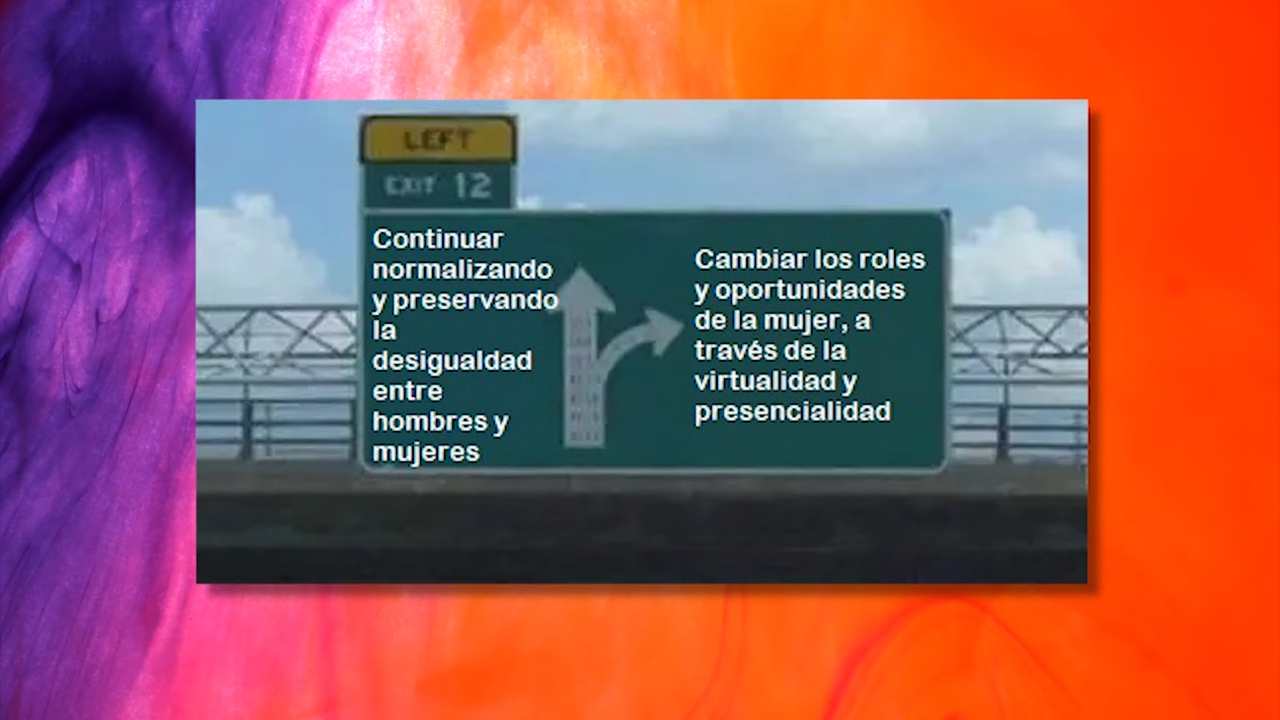 LEFT
EXIT 12
Continuar
normalizando
y preservando
la
desigualdad
entre
hombres y
mujeres
Cambiar los roles
y oportunidades
de la mujer, a
través de la
virtualidad y
presencialidad